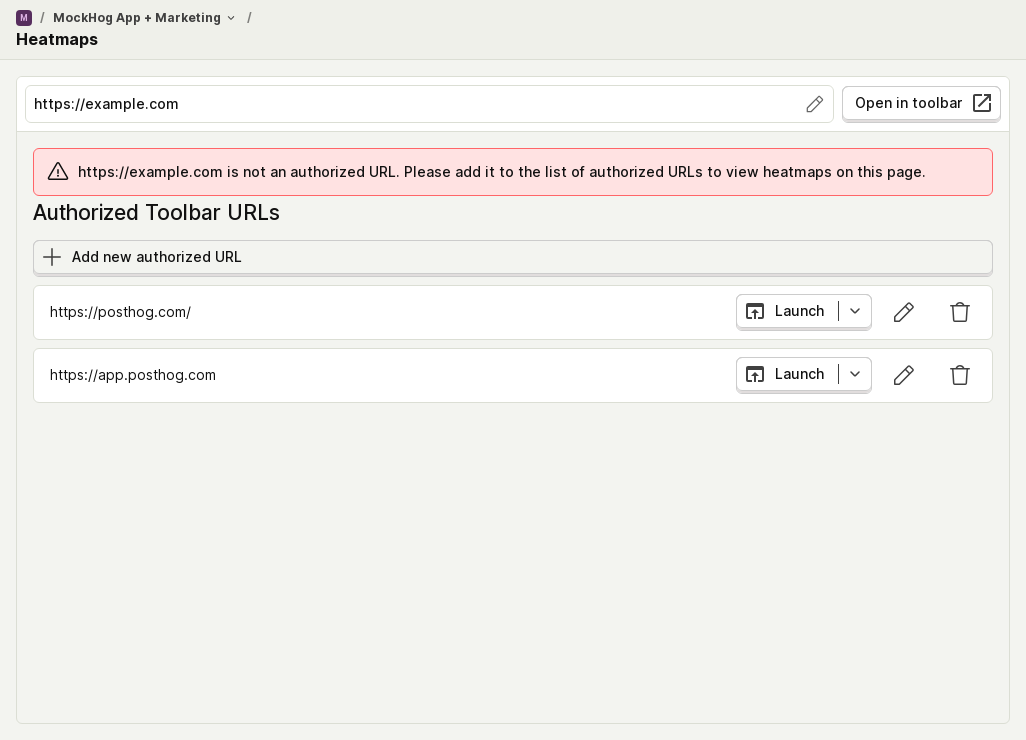 M / MockHog App + Marketing /
Heatmaps
https://example.com
Open in toolbar
https://example.com is not an authorized URL. Please add it to the list of authorized URLs to view heatmaps on this page.
Authorized Toolbar URLs
Add new authorized URL
https://posthog.com/
Launch
https://app.posthog.com
Launch